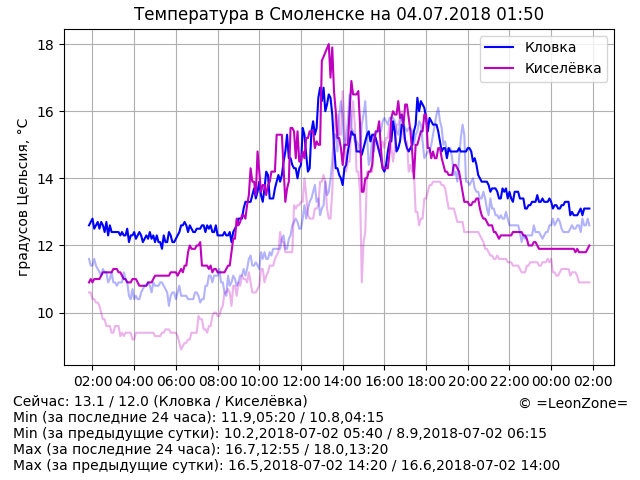 Температура в Смоленске на 04.07.2018 01:50
Кловка
Киселёвка
градусов Цельсия, °C
18
16
14
12
10
02:00 04:00 06:00 08:00 10:00 12:00 14:00 16:00 18:00 20:00 22:00 00:00 02:00
Сейчас: 13.1 / 12.0 (Кловка / Киселёвка)
© =LeonZone=
Min (за последние 24 часа): 11.9,05:20 / 10.8,04:15
Min (за предыдущие сутки): 10.2,2018-07-02 05:40 / 8.9,2018-07-02 06:15
Max (за последние 24 часа): 16.7,12:55 / 18.0,13:20
Max (за предыдущие сутки): 16.5,2018-07-02 14:20 / 16.6,2018-07-02 14:00